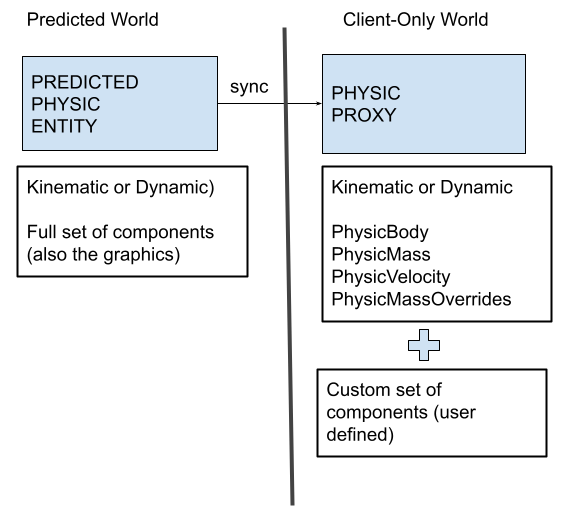 Predicted World
Client-Only World
PREDICTED
PHYSIC
ENTITY
sync
PHYSIC
PROXY
Kinematic or Dynamic)
Full set of components
(also the graphics)
Kinematic or Dynamic
PhysicBody
PhysicMass
PhysicVelocity
PhysicMassOverrides
Custom set of
components (user
defined)